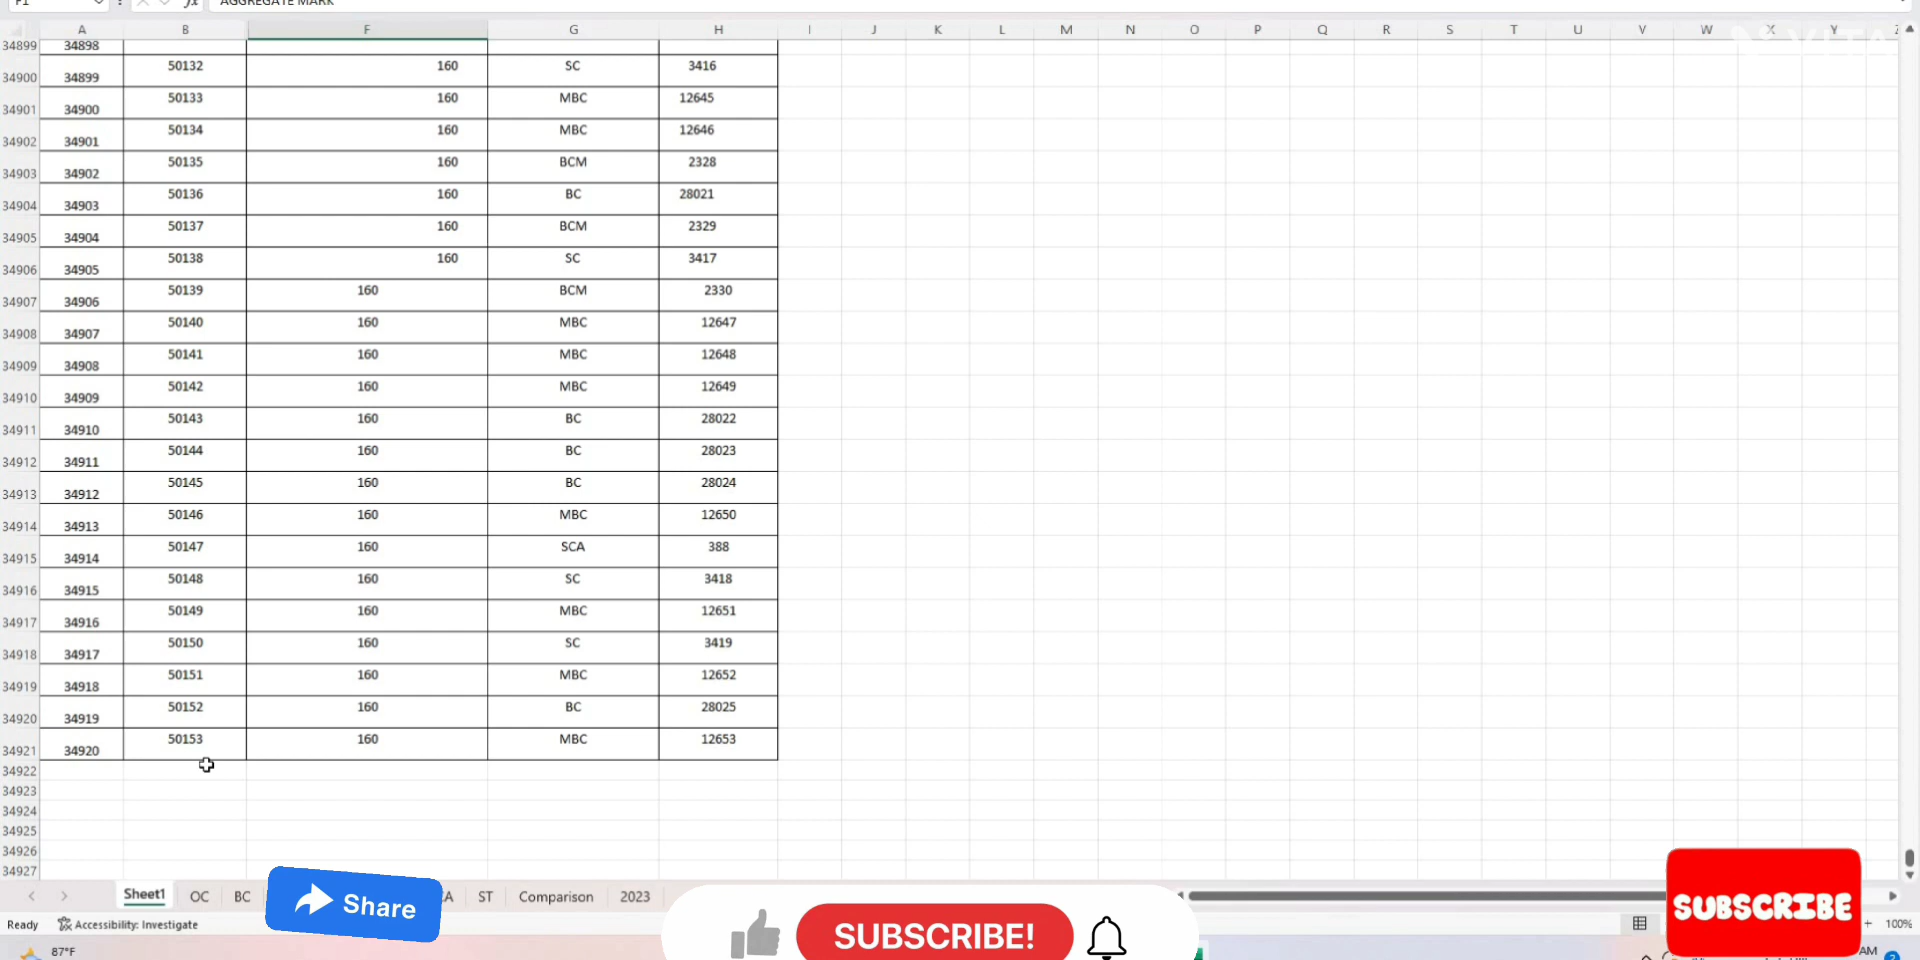 F1 fx AGGREGATE MARK
A B F G H I J K L M N O P Q R S T U V W X Y
34899 34898
34900 34899 50132 160 SC 3416
34901 34900 50133 160 MBC 12645
34902 34901 50134 160 MBC 12646
34903 34902 50135 160 BCM 2328
34904 34903 50136 160 BC 28021
34905 34904 50137 160 BCM 2329
34906 34905 50138 160 SC 3417
34907 34906 50139 160 BCM 2330
34908 34907 50140 160 MBC 12647
34909 34908 50141 160 MBC 12648
34910 34909 50142 160 MBC 12649
34911 34910 50143 160 BC 28022
34912 34911 50144 160 BC 28023
34913 34912 50145 160 BC 28024
34914 34913 50146 160 MBC 12650
34915 34914 50147 160 SCA 388
34916 34915 50148 160 SC 3418
34917 34916 50149 160 MBC 12651
34918 34917 50150 160 SC 3419
34919 34918 50151 160 MBC 12652
34920 34919 50152 160 BC 28025
34921 34920 50153 160 MBC 12653
34922
34923
34924
34925
34926
34927
Sheet1 OC BC Share ST Comparison 2023
SUBSCRIBE! SUBSCRIBE
Ready Accessibility: Investigate 100%
87°F AM